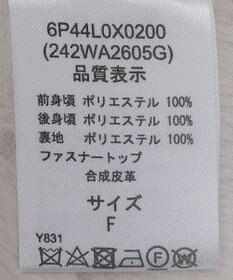 6P44L0X0200
(242WA2605G)
品質表示
前身頃 ポリエステル 100%
後身頃 ポリエステル 100%
裏地 ポリエステル 100%
ファスナートップ
合成皮革
サイズ
F
Y831